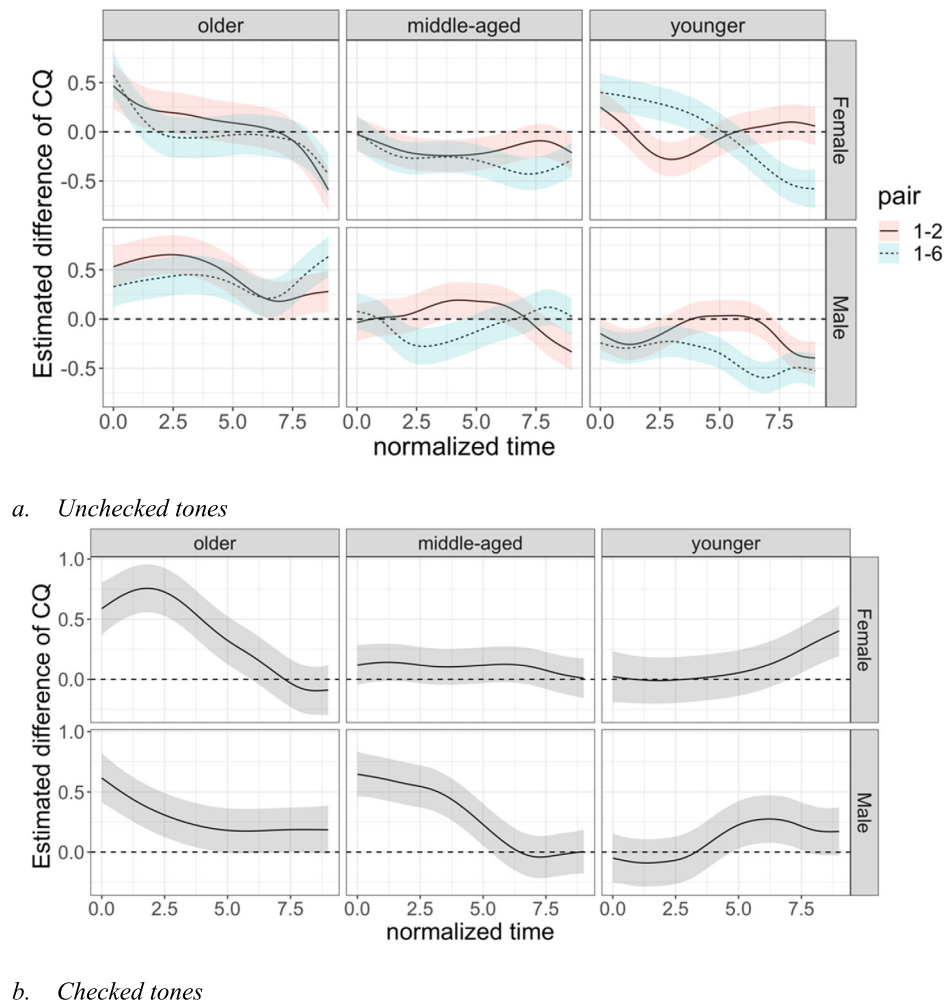 older middle-aged younger
Estimated difference of CQ
0.5
0.0
-0.5
Female
0.5
0.0
-0.5
Male
0.0 2.5 5.0 7.5 0.0 2.5 5.0 7.5 0.0 2.5 5.0 7.5
normalized time
pair
1-2
1-6
a. Unchecked tones
older middle-aged younger
Estimated difference of CQ
1.0
0.5
0.0
Female
1.0
0.5
0.0
Male
0.0 2.5 5.0 7.5 0.0 2.5 5.0 7.5 0.0 2.5 5.0 7.5
normalized time
b. Checked tones